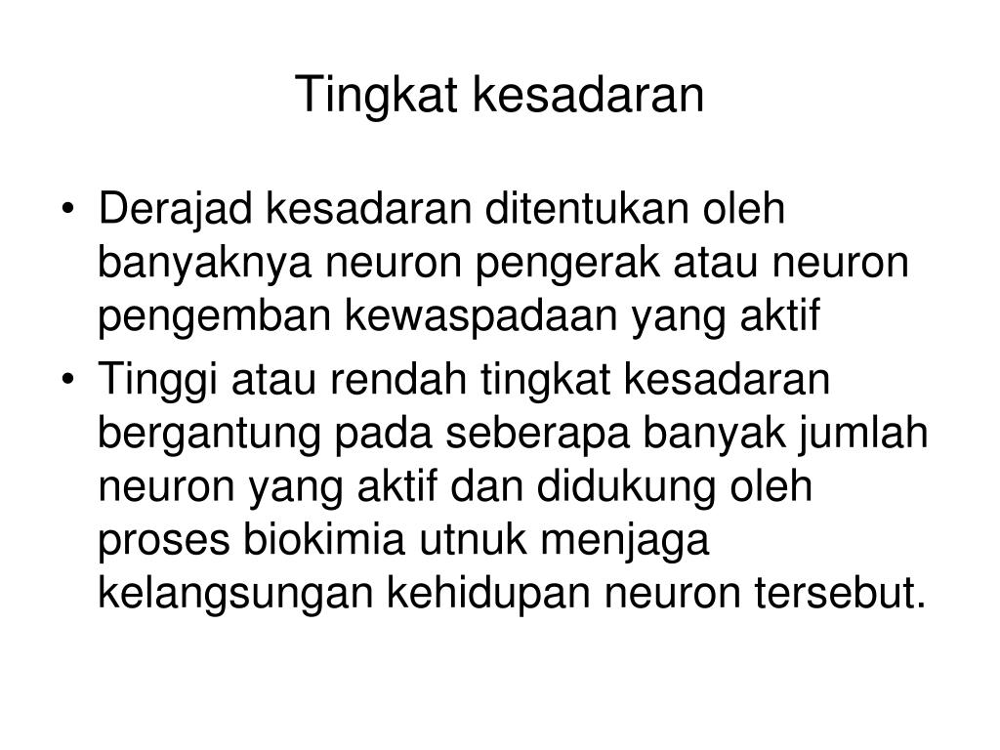 Tingkat kesadaran
• Derajad kesadaran ditentukan oleh
banyaknya neuron pengerak atau neuron
pengemban kewaspadaan yang aktif
• Tinggi atau rendah tingkat kesadaran
bergantung pada seberapa banyak jumlah
neuron yang aktif dan didukung oleh
proses biokimia utnuk menjaga
kelangsungan kehidupan neuron tersebut.